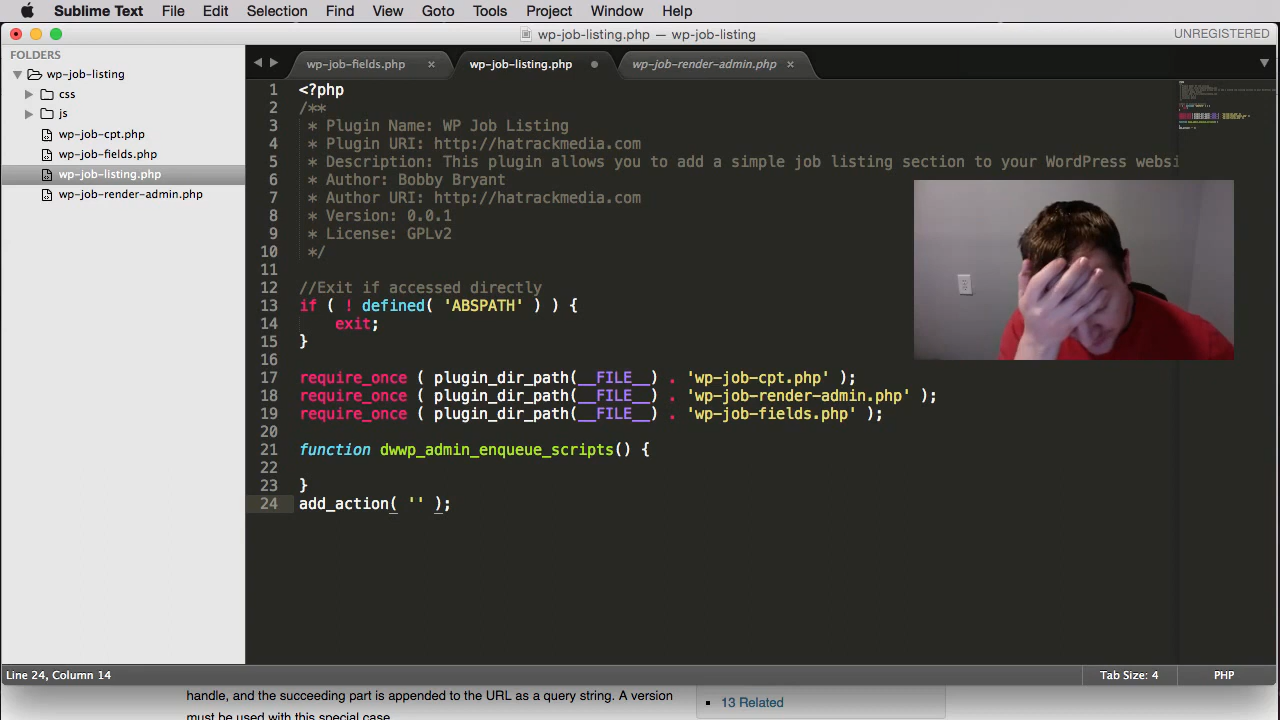 Sublime Text File Edit Selection Find View Goto Tools Project Window Help
wp-job-listing.php — wp-job-listing
UNREGISTERED
FOLDERS
wp-job-listing
css
js
wp-job-cpt.php
wp-job-fields.php
wp-job-listing.php
wp-job-render-admin.php
wp-job-fields.php × wp-job-listing.php wp-job-render-admin.php ×
1 <?php
2 /**
3 * Plugin Name: WP Job Listing
4 * Plugin URI: http://hatrackmedia.com
5 * Description: This plugin allows you to add a simple job listing section to your WordPress websi
6 * Author: Bobby Bryant
7 * Author URI: http://hatrackmedia.com
8 * Version: 0.0.1
9 * License: GPLv2
10 */
11
12 //Exit if accessed directly
13 if ( ! defined( 'ABSPATH' ) ) {
14 exit;
15 }
16
17 require_once ( plugin_dir_path(__FILE__) . 'wp-job-cpt.php' );
18 require_once ( plugin_dir_path(__FILE__) . 'wp-job-render-admin.php' );
19 require_once ( plugin_dir_path(__FILE__) . 'wp-job-fields.php' );
20
21 function dwwp_admin_enqueue_scripts() {
22
23 }
24 add_action( '' );
Line 24, Column 14
Tab Size: 4
PHP
handle, and the succeeding part is appended to the URL as a query string. A version
must be used with this special case.
13 Related